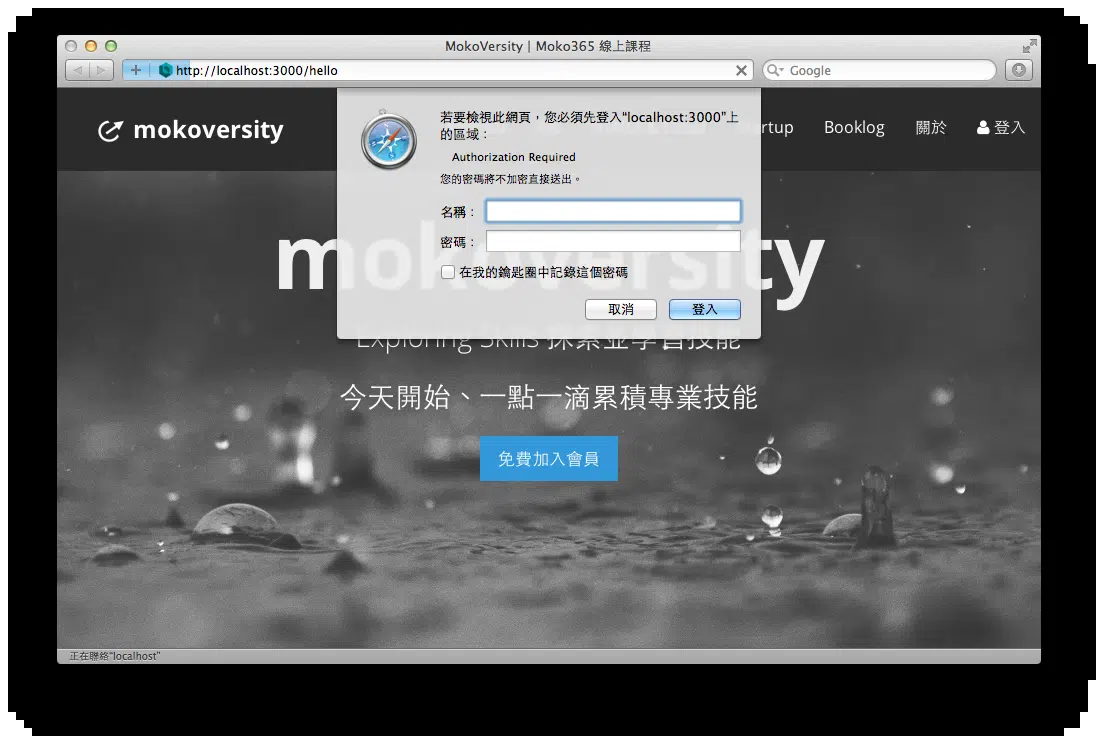 MokoVersity | Moko365 線上課程
http://localhost:3000/hello
Google
mokoversity
Booklog
關於
登入
若要檢視此網頁，您必須先登入“localhost:3000”上
的區域：
Authorization Required
您的密碼將不加密直接送出。
名稱：
密碼：
在我的鑰匙圈中記錄這個密碼
取消
登入
mokoversity
Exploring Skills 探索並學習技能
今天開始、一點一滴累積專業技能
免費加入會員
正在聯絡“localhost”